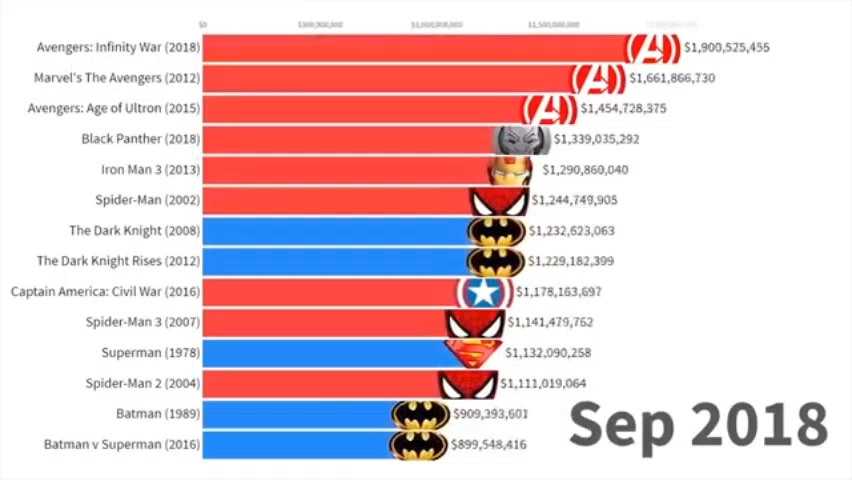 $0 $500,000,000 $1,000,000,000 $1,500,000,000
Avengers: Infinity War (2018) $1,900,525,455
Marvel's The Avengers (2012) $1,661,866,730
Avengers: Age of Ultron (2015) $1,454,728,375
Black Panther (2018) $1,339,035,292
Iron Man 3 (2013) $1,290,860,040
Spider-Man (2002) $1,244,749,905
The Dark Knight (2008) $1,232,623,063
The Dark Knight Rises (2012) $1,229,182,399
Captain America: Civil War (2016) $1,178,163,697
Spider-Man 3 (2007) $1,141,479,762
Superman (1978) $1,132,090,258
Spider-Man 2 (2004) $1,111,019,064
Batman (1989) $909,393,601
Batman v Superman (2016) $899,548,416
Sep 2018